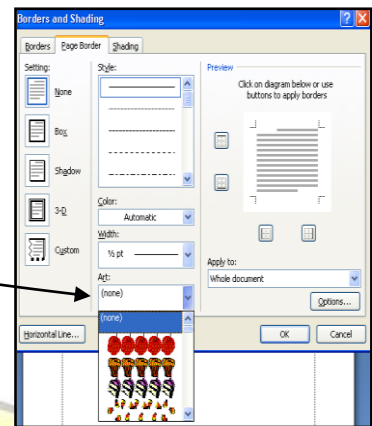 Borders and Shading
Borders
Page Border
Shading
Setting:
None
Box
Shadow
3-D
Custom
Style:
Color:
Automatic
Width:
½ pt
Art:
(none)
(none)
Preview
Click on diagram below or use
buttons to apply borders
Apply to:
Whole document
Options...
Horizontal Line...
OK
Cancel